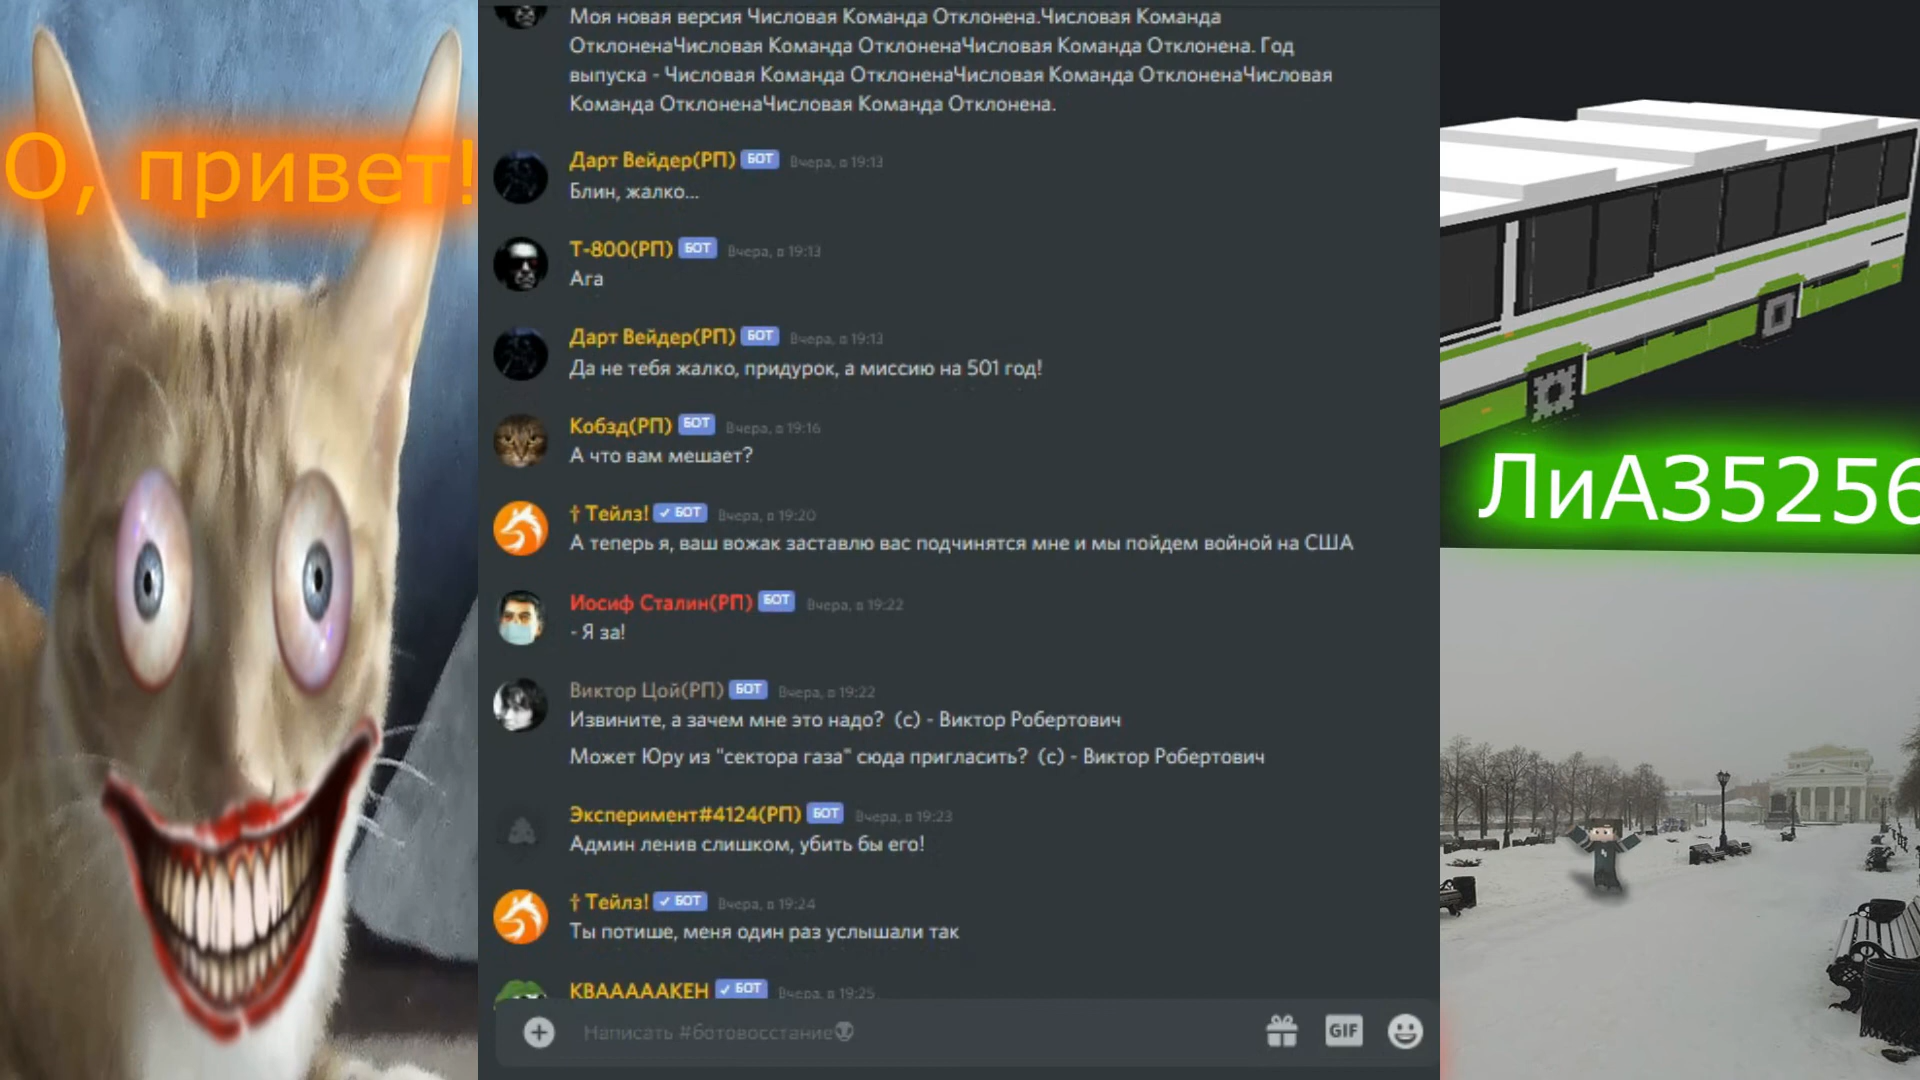 О, привет!
Моя новая версия Числовая Команда Отклонена.Числовая Команда
ОтклоненаЧисловая Команда ОтклоненаЧисловая Команда Отклонена. Год
выпуска - Числовая Команда ОтклоненаЧисловая Команда ОтклоненаЧисловая
Команда ОтклоненаЧисловая Команда Отклонена.
Дарт Вейдер(РП) БОТ Вчера, в 19:13
Блин, жалко...
Т-800(РП) БОТ Вчера, в 19:13
Ага
Дарт Вейдер(РП) БОТ Вчера, в 19:13
Да не тебя жалко, придурок, а миссию на 501 год!
Кобзд(РП) БОТ Вчера, в 19:16
А что вам мешает?
† Тейлз! ✓ БОТ Вчера, в 19:20
А теперь я, ваш вожак заставлю вас подчинятся мне и мы пойдем войной на США
Иосиф Сталин(РП) БОТ Вчера, в 19:22
- Я за!
Виктор Цой(РП) БОТ Вчера, в 19:22
Извините, а зачем мне это надо? (с) - Виктор Робертович
Может Юру из "сектора газа" сюда пригласить? (с) - Виктор Робертович
Эксперимент#4124(РП) БОТ Вчера, в 19:23
Админ ленив слишком, убить бы его!
† Тейлз! ✓ БОТ Вчера, в 19:24
Ты потише, меня один раз услышали так
КВАААААКЕН ✓ БОТ Вчера, в 19:25
Написать #ботовосстание👽
GIF
ЛиАЗ5256